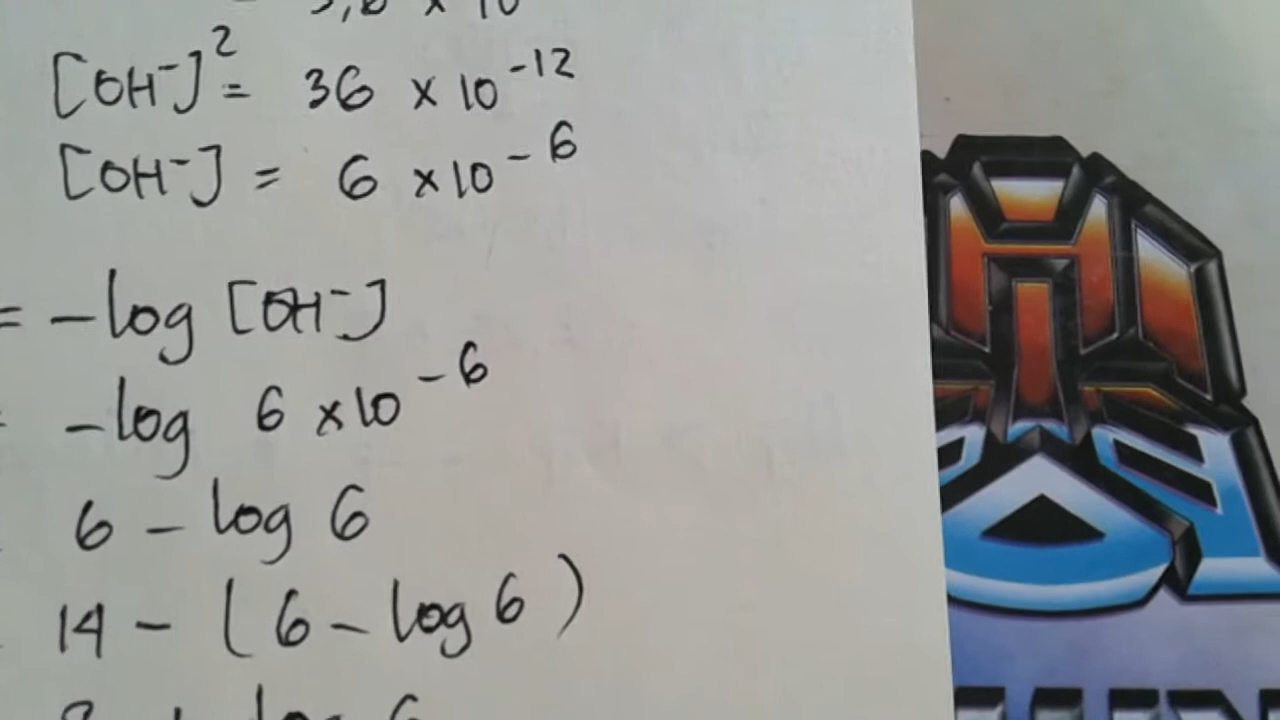 [OH⁻]² = 36 x 10⁻¹²
[OH⁻] = 6 x 10⁻⁶
= -log [OH⁻]
-log 6 x 10⁻⁶
6 - log 6
14 - (6 - log 6)